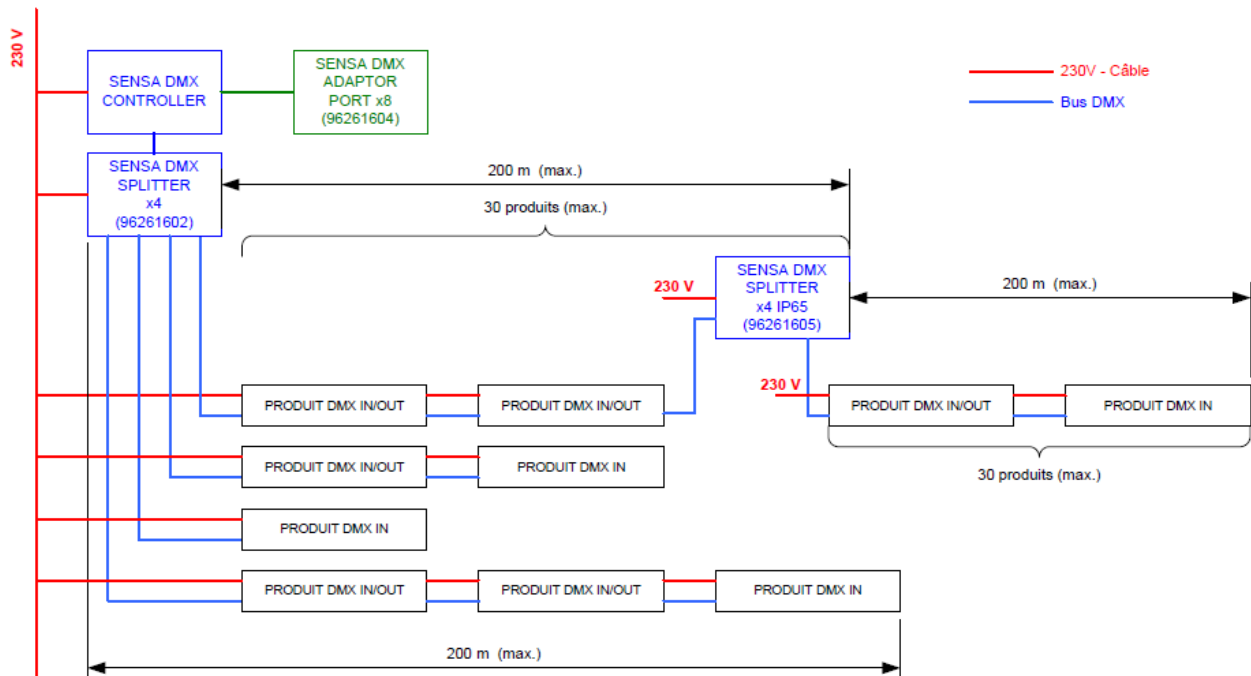 230 V
SENSA DMX
CONTROLLER
SENSA DMX
ADAPTOR
PORT x8
(96261604)
230V - Câble
Bus DMX
SENSA DMX
SPLITTER
x4
(96261602)
200 m (max.)
30 produits (max.)
230 V
SENSA DMX
SPLITTER
x4 IP65
(96261605)
200 m (max.)
PRODUIT DMX IN/OUT
PRODUIT DMX IN/OUT
230 V
PRODUIT DMX IN/OUT
PRODUIT DMX IN
PRODUIT DMX IN/OUT
PRODUIT DMX IN
30 produits (max.)
PRODUIT DMX IN
PRODUIT DMX IN/OUT
PRODUIT DMX IN/OUT
PRODUIT DMX IN
200 m (max.)